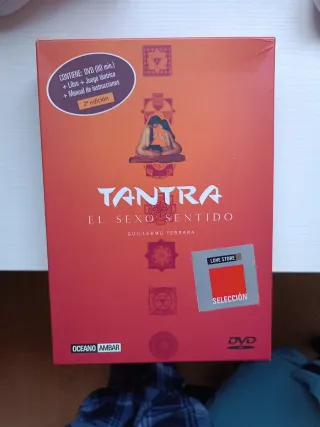 CONTIENE: DVD (90 min.)
+ Libro + Juego tántrico
+ Manual de Instrucciones
2ª edición
TANTRA
EL SEXO SENTIDO
GUILLERMO FERRARA
LOVE STORE
SELECCIÓN
OCEANO AMBAR
DVD